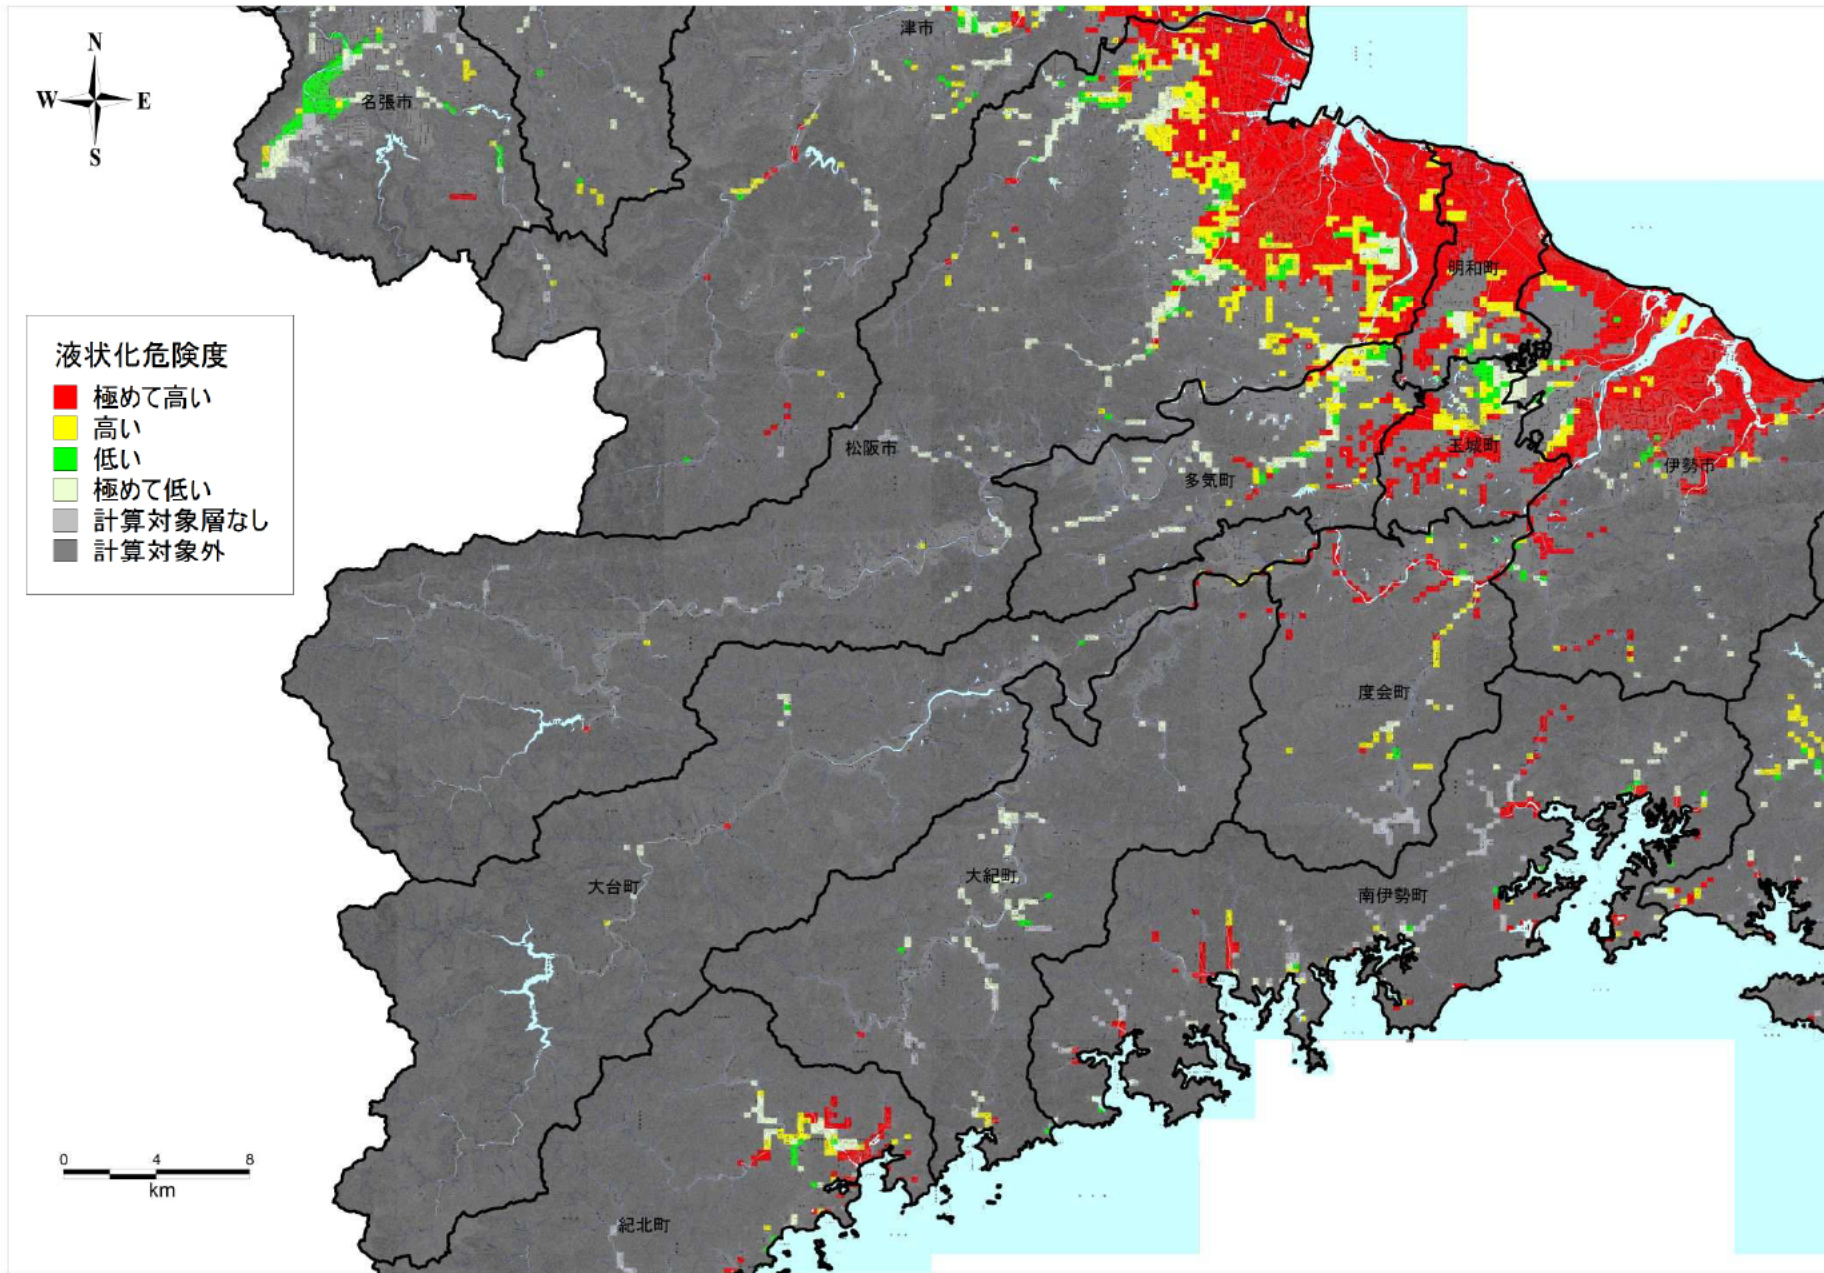 N
W E
S
津市
名張市
液状化危険度
極めて高い
高い
低い
極めて低い
計算対象層なし
計算対象外
明和町
松阪市
多気町
玉城町
伊勢市
度会町
大台町
大紀町
南伊勢町
紀北町
0 4 8
km